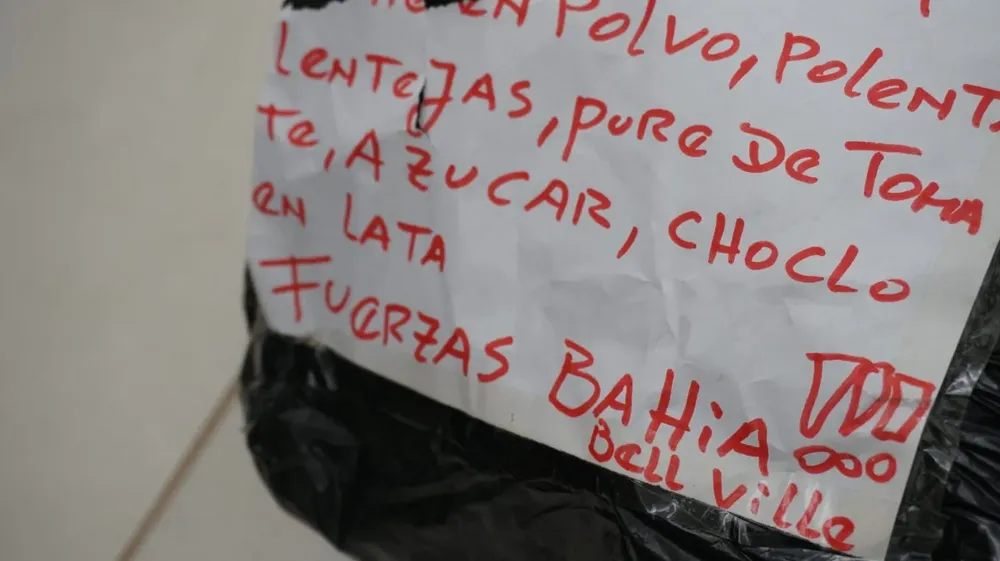 EN POLVO, POLENTA
LENTEJAS, PURE DE TOMA
TE, AZUCAR, CHOCLO
EN LATA
FUERZAS BAHIA
BELL VILLE